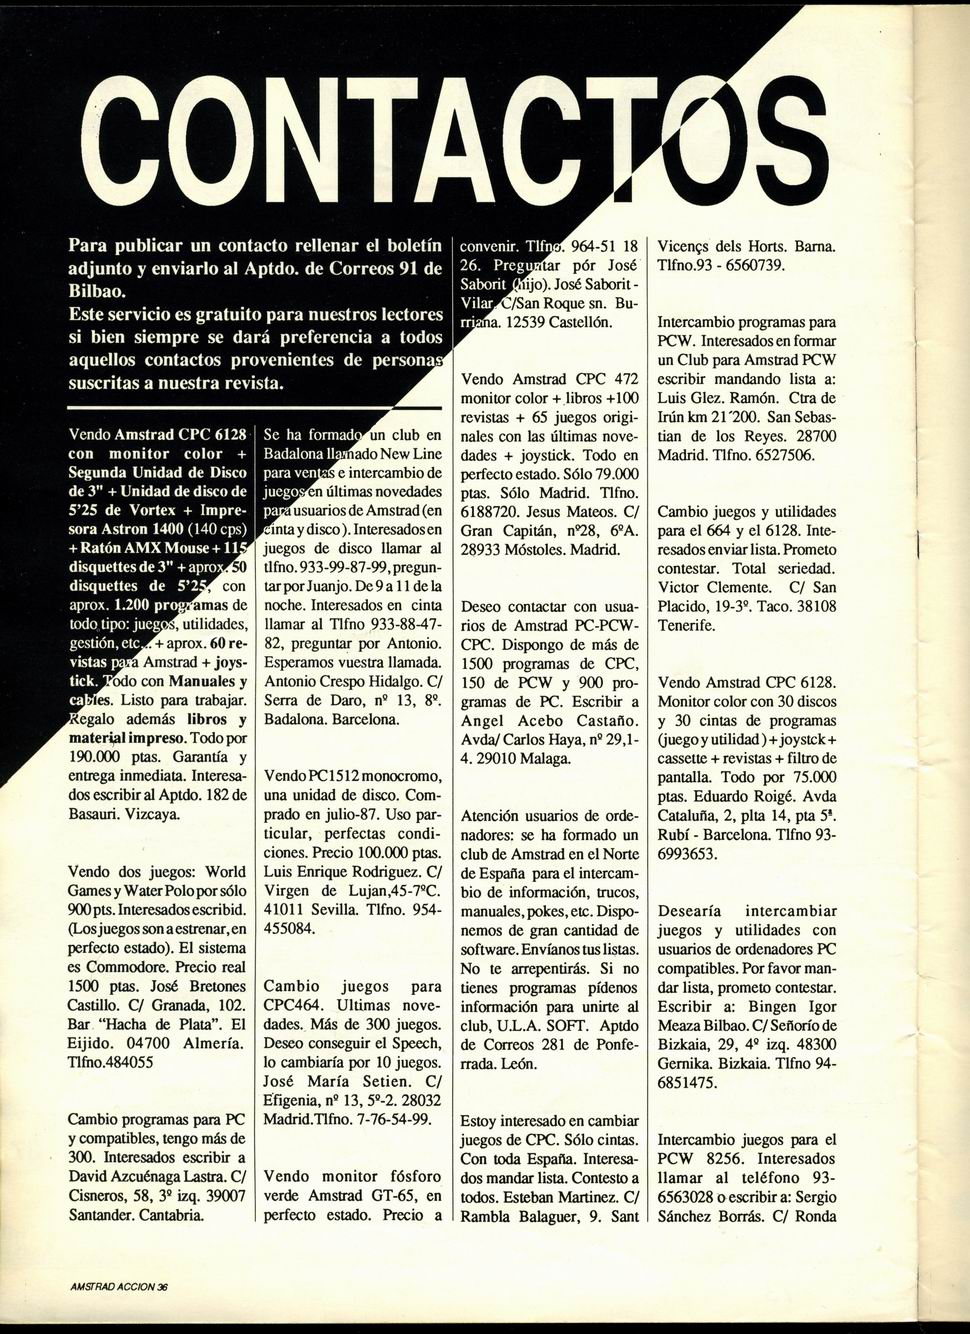 CONTACTOS
Para publicar un contacto rellenar el boletín
adjunto y enviarlo al Aptdo. de Correos 91 de
Bilbao.
Este servicio es gratuito para nuestros lectores
si bien siempre se dará preferencia a todos
aquellos contactos provenientes de personas
suscritas a nuestra revista.
Vendo Amstrad CPC 6128
con monitor color +
Segunda Unidad de Disco
de 3" + Unidad de disco de
5'25 de Vortex + Impre-
sora Astron 1400 (140 cps)
+ Ratón AMX Mouse + 115
disquettes de 3" + aprox. 50
disquettes de 5'25, con
aprox. 1.200 programas de
todo tipo: juegos, utilidades,
gestión, etc... + aprox. 60 re-
vistas para Amstrad + joys-
tick. Todo con Manuales y
cables. Listo para trabajar.
Regalo además libros y
material impreso. Todo por
190.000 ptas. Garantía y
entrega inmediata. Interesa-
dos escribir al Aptdo. 182 de
Basauri. Vizcaya.
Vendo dos juegos: World
Games y Water Polo por sólo
900 pts. Interesados escribid.
(Los juegos son a estrenar, en
perfecto estado). El sistema
es Commodore. Precio real
1500 ptas. José Bretones
Castillo. C/ Granada, 102.
Bar "Hacha de Plata". El
Eijido. 04700 Almería.
Tlfno.484055
Cambio programas para PC
y compatibles, tengo más de
300. Interesados escribir a
David Azcuénaga Lastra. C/
Cisneros, 58, 3º izq. 39007
Santander. Cantabria.
Se ha formado un club en
Badalona llamado New Line
para ventas e intercambio de
juegos en últimas novedades
para usuarios de Amstrad (en
cinta y disco). Interesados en
juegos de disco llamar al
tlfno. 933-99-87-99, pregun-
tar por Juanjo. De 9 a 11 de la
noche. Interesados en cinta
llamar al Tlfno 933-88-47-
82, preguntar por Antonio.
Esperamos vuestra llamada.
Antonio Crespo Hidalgo. C/
Serra de Daro, nº 13, 8º.
Badalona. Barcelona.
Vendo PC1512 monocromo,
una unidad de disco. Com-
prado en julio-87. Uso par-
ticular, perfectas condi-
ciones. Precio 100.000 ptas.
Luis Enrique Rodriguez. C/
Virgen de Lujan,45-7ºC.
41011 Sevilla. Tlfno. 954-
455084.
Cambio juegos para
CPC464. Ultimas nove-
dades. Más de 300 juegos.
Deseo conseguir el Speech,
lo cambiaría por 10 juegos.
José María Setien. C/
Efigenia, nº 13, 5º-2. 28032
Madrid.Tlfno. 7-76-54-99.
Vendo monitor fósforo
verde Amstrad GT-65, en
perfecto estado. Precio a
convenir. Tlfno. 964-51 18
26. Preguntar pór José
Saborit (hijo). José Saborit -
Vilar, C/San Roque sn. Bu-
rriana. 12539 Castellón.
Vendo Amstrad CPC 472
monitor color + libros +100
revistas + 65 juegos origi-
nales con las últimas nove-
dades + joystick. Todo en
perfecto estado. Sólo 79.000
ptas. Sólo Madrid. Tlfno.
6188720. Jesus Mateos. C/
Gran Capitán, nº28, 6ºA.
28933 Móstoles. Madrid.
Deseo contactar con usua-
rios de Amstrad PC-PCW-
CPC. Dispongo de más de
1500 programas de CPC,
150 de PCW y 900 pro-
gramas de PC. Escribir a
Angel Acebo Castaño.
Avda/ Carlos Haya, nº 29,1-
4. 29010 Malaga.
Atención usuarios de orde-
nadores: se ha formado un
club de Amstrad en el Norte
de España para el intercam-
bio de información, trucos,
manuales, pokes, etc. Dispo-
nemos de gran cantidad de
software. Envíanos tus listas.
No te arrepentirás. Si no
tienes programas pídenos
información para unirte al
club, U.L.A. SOFT. Aptdo
de Correos 281 de Ponfe-
rrada. León.
Estoy interesado en cambiar
juegos de CPC. Sólo cintas.
Con toda España. Interesa-
dos mandar lista. Contesto a
todos. Esteban Martinez. C/
Rambla Balaguer, 9. Sant
Vicençs dels Horts. Barna.
Tlfno.93 - 6560739.
Intercambio programas para
PCW. Interesados en formar
un Club para Amstrad PCW
escribir mandando lista a:
Luis Glez. Ramón. Ctra de
Irún km 21´200. San Sebas-
tian de los Reyes. 28700
Madrid. Tlfno. 6527506.
Cambio juegos y utilidades
para el 664 y el 6128. Inte-
resados enviar lista. Prometo
contestar. Total seriedad.
Victor Clemente. C/ San
Placido, 19-3º. Taco. 38108
Tenerife.
Vendo Amstrad CPC 6128.
Monitor color con 30 discos
y 30 cintas de programas
(juego y utilidad ) + joystck +
cassette + revistas + filtro de
pantalla. Todo por 75.000
ptas. Eduardo Roigé. Avda
Cataluña, 2, plta 14, pta 5ª.
Rubí - Barcelona. Tlfno 93-
6993653.
Desearía intercambiar
juegos y utilidades con
usuarios de ordenadores PC
compatibles. Por favor man-
dar lista, prometo contestar.
Escribir a: Bingen Igor
Meaza Bilbao. C/ Señorío de
Bizkaia, 29, 4º izq. 48300
Gernika. Bizkaia. Tlfno 94-
6851475.
Intercambio juegos para el
PCW 8256. Interesados
llamar al teléfono 93-
6563028 o escribir a: Sergio
Sánchez Borrás. C/ Ronda
AMSTRAD ACCION 36